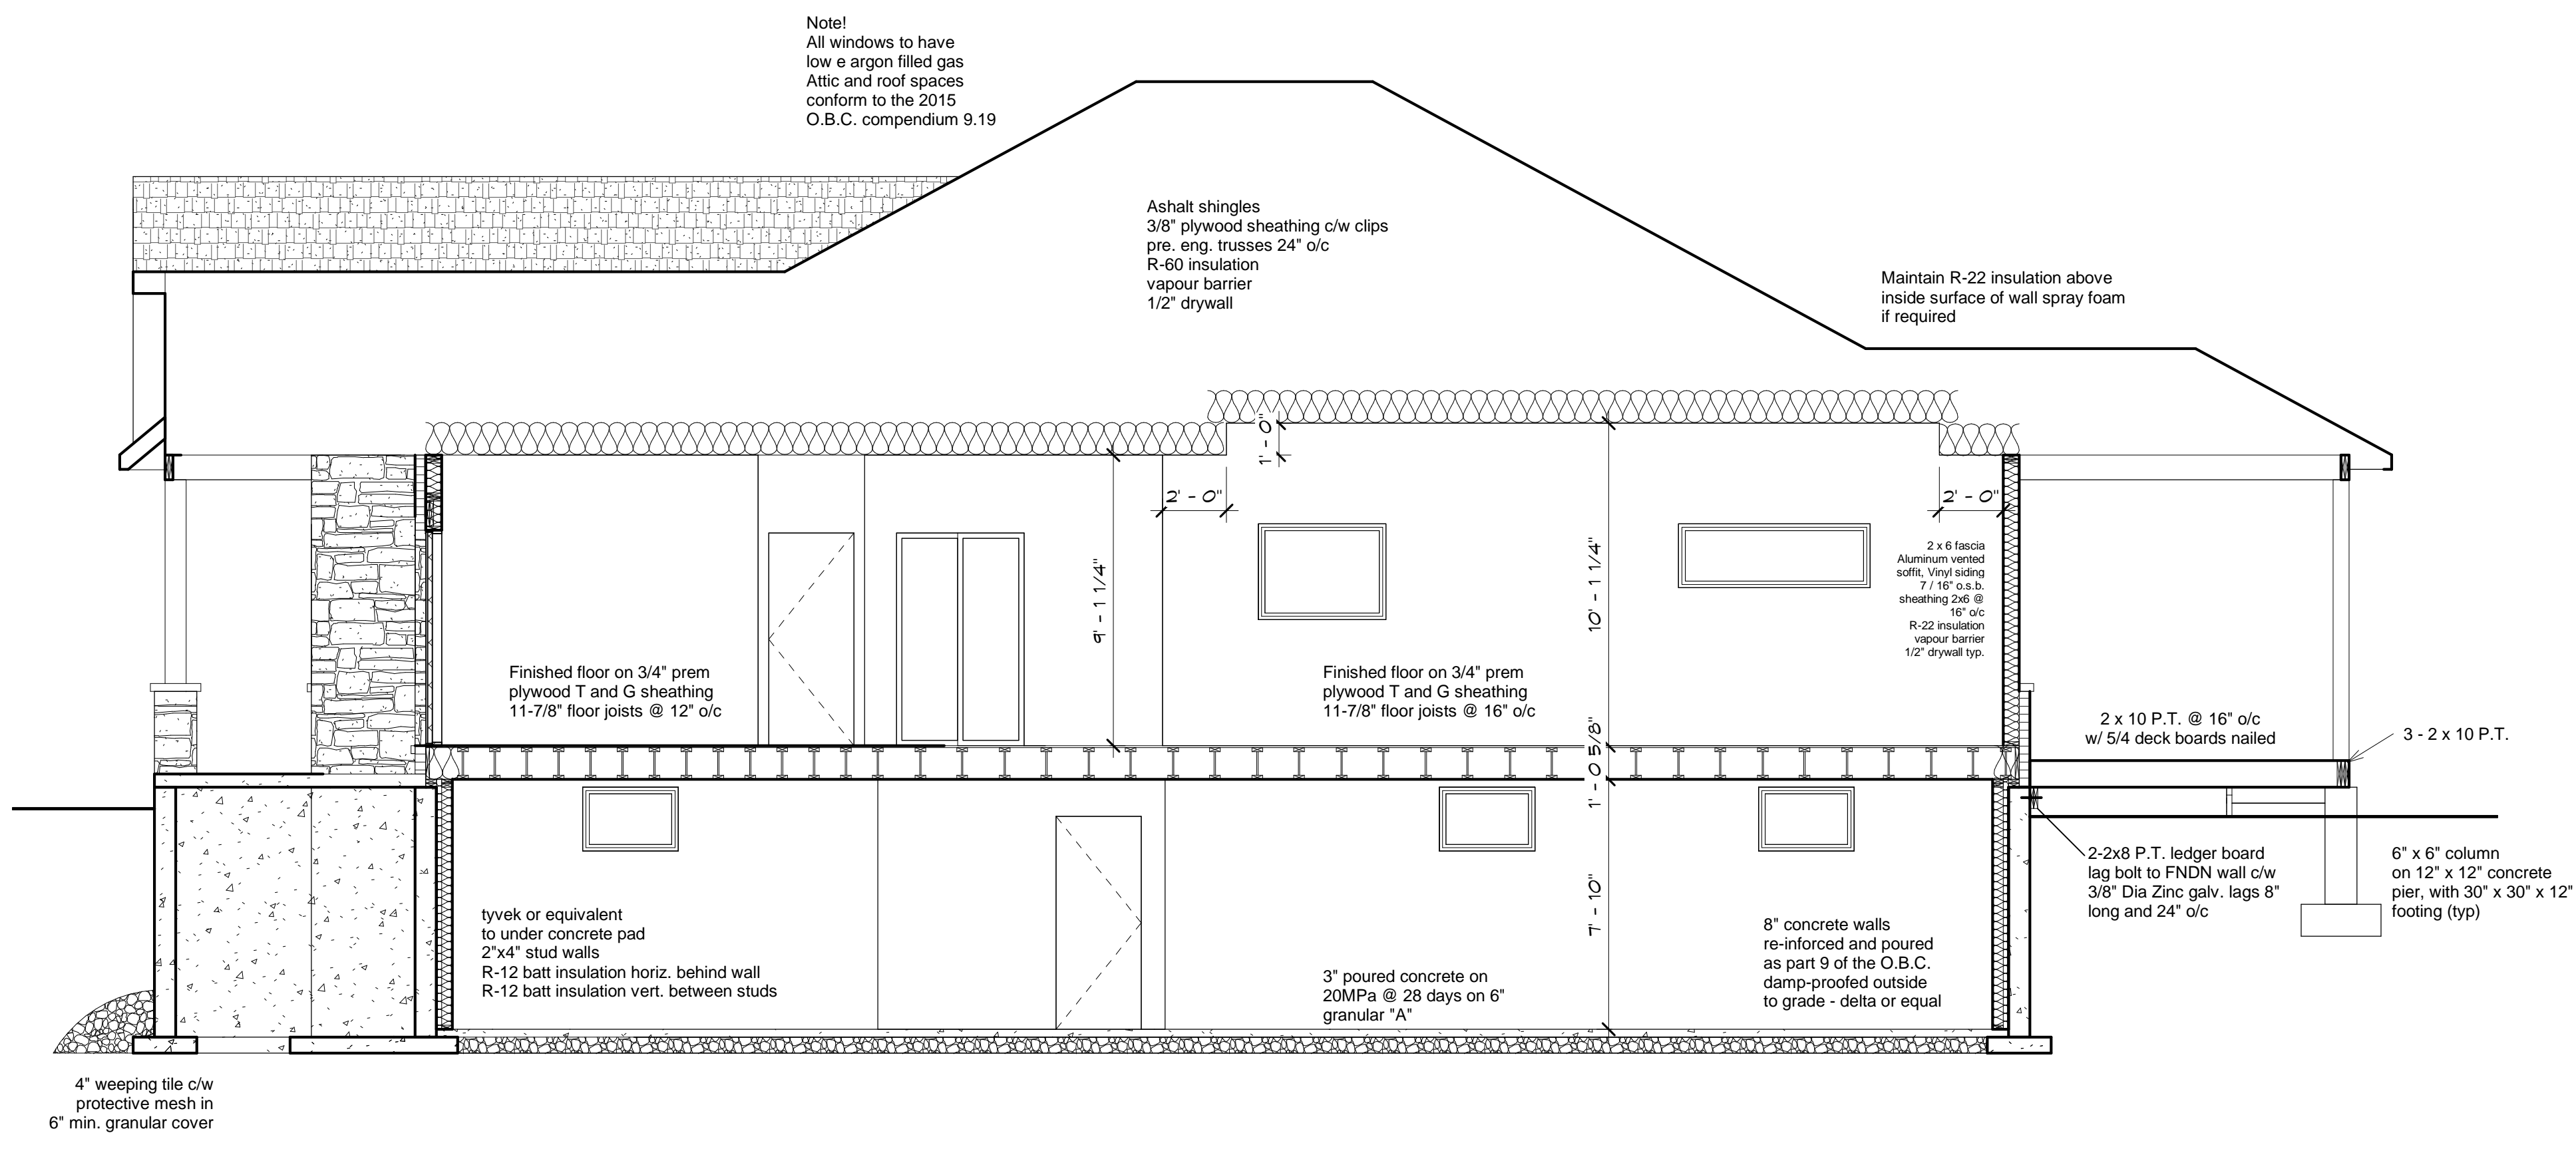 Note!
All windows to have
low e argon filled gas
Attic and roof spaces
conform to the 2015
O.B.C. compendium 9.19
Ashalt shingles
3/8" plywood sheathing c/w clips
pre. eng. trusses 24" o/c
R-60 insulation
vapour barrier
1/2" drywall
Maintain R-22 insulation above
inside surface of wall spray foam
if required
1' - 0"
2' - 0"
2' - 0"
9' - 1 1/4"
10' - 1 1/4"
2 x 6 fascia
Aluminum vented
soffit, Vinyl siding
7 / 16" o.s.b.
sheathing 2x6 @
16" o/c
R-22 insulation
vapour barrier
1/2" drywall typ.
Finished floor on 3/4" prem
plywood T and G sheathing
11-7/8" floor joists @ 12" o/c
Finished floor on 3/4" prem
plywood T and G sheathing
11-7/8" floor joists @ 16" o/c
1' - 0 5/8"
2 x 10 P.T. @ 16" o/c
w/ 5/4 deck boards nailed
3 - 2 x 10 P.T.
2-2x8 P.T. ledger board
lag bolt to FNDN wall c/w
3/8" Dia Zinc galv. lags 8"
long and 24" o/c
6" x 6" column
on 12" x 12" concrete
pier, with 30" x 30" x 12"
footing (typ)
7' - 10"
tyvek or equivalent
to under concrete pad
2"x4" stud walls
R-12 batt insulation horiz. behind wall
R-12 batt insulation vert. between studs
3" poured concrete on
20MPa @ 28 days on 6"
granular "A"
8" concrete walls
re-inforced and poured
as part 9 of the O.B.C.
damp-proofed outside
to grade - delta or equal
4" weeping tile c/w
protective mesh in
6" min. granular cover